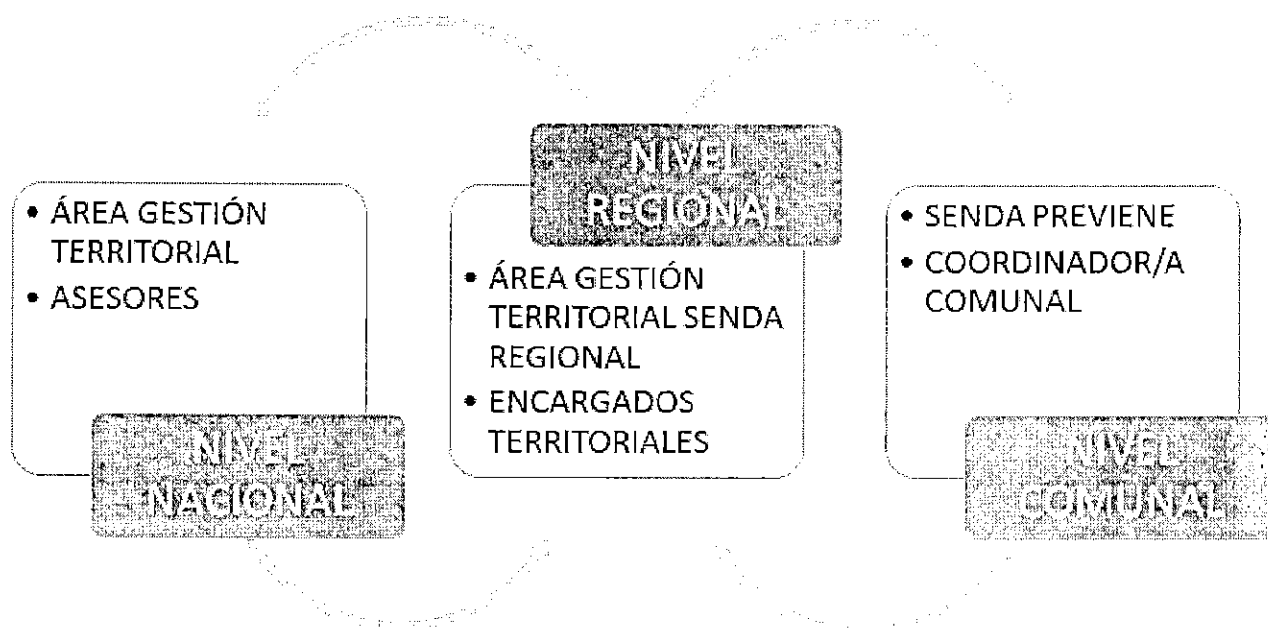 • ÁREA GESTIÓN
TERRITORIAL
• ASESORES
NIVEL
NACIONAL
NIVEL
REGIONAL
• ÁREA GESTIÓN
TERRITORIAL SENDA
REGIONAL
• ENCARGADOS
TERRITORIALES
• SENDA PREVIENE
• COORDINADOR/A
COMUNAL
NIVEL
COMUNAL